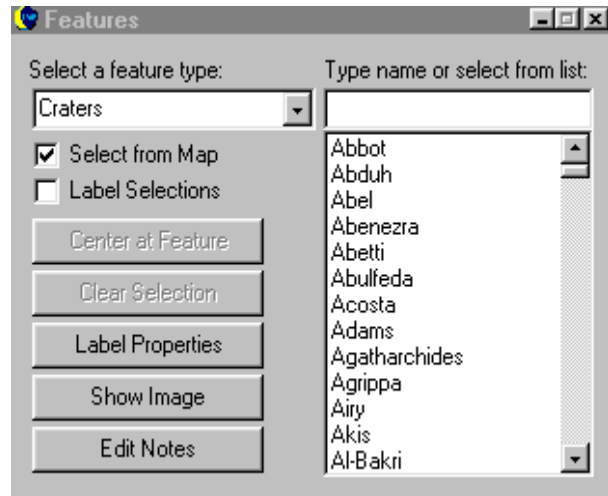 Features
Select a feature type:
Craters
Select from Map
Label Selections
Center at Feature
Clear Selection
Label Properties
Show Image
Edit Notes
Type name or select from list:
Abbot
Abduh
Abel
Abenezra
Abetti
Abulfeda
Acosta
Adams
Agatharchides
Agrippa
Airy
Akis
Al-Bakri